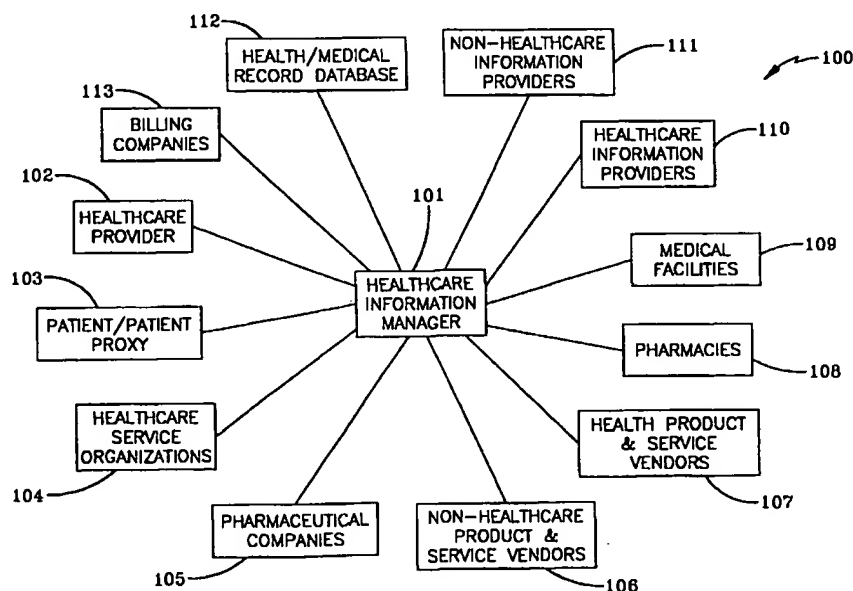 112
HEALTH/MEDICAL
RECORD DATABASE
NON-HEALTHCARE
INFORMATION
PROVIDERS
111
100
113
BILLING
COMPANIES
HEALTHCARE
INFORMATION
PROVIDERS
110
102
HEALTHCARE
PROVIDER
101
HEALTHCARE
INFORMATION
MANAGER
MEDICAL
FACILITIES
109
103
PATIENT/PATIENT
PROXY
PHARMACIES
108
HEALTHCARE
SERVICE
ORGANIZATIONS
104
HEALTH PRODUCT
& SERVICE
VENDORS
107
PHARMACEUTICAL
COMPANIES
105
NON-HEALTHCARE
PRODUCT &
SERVICE VENDORS
106